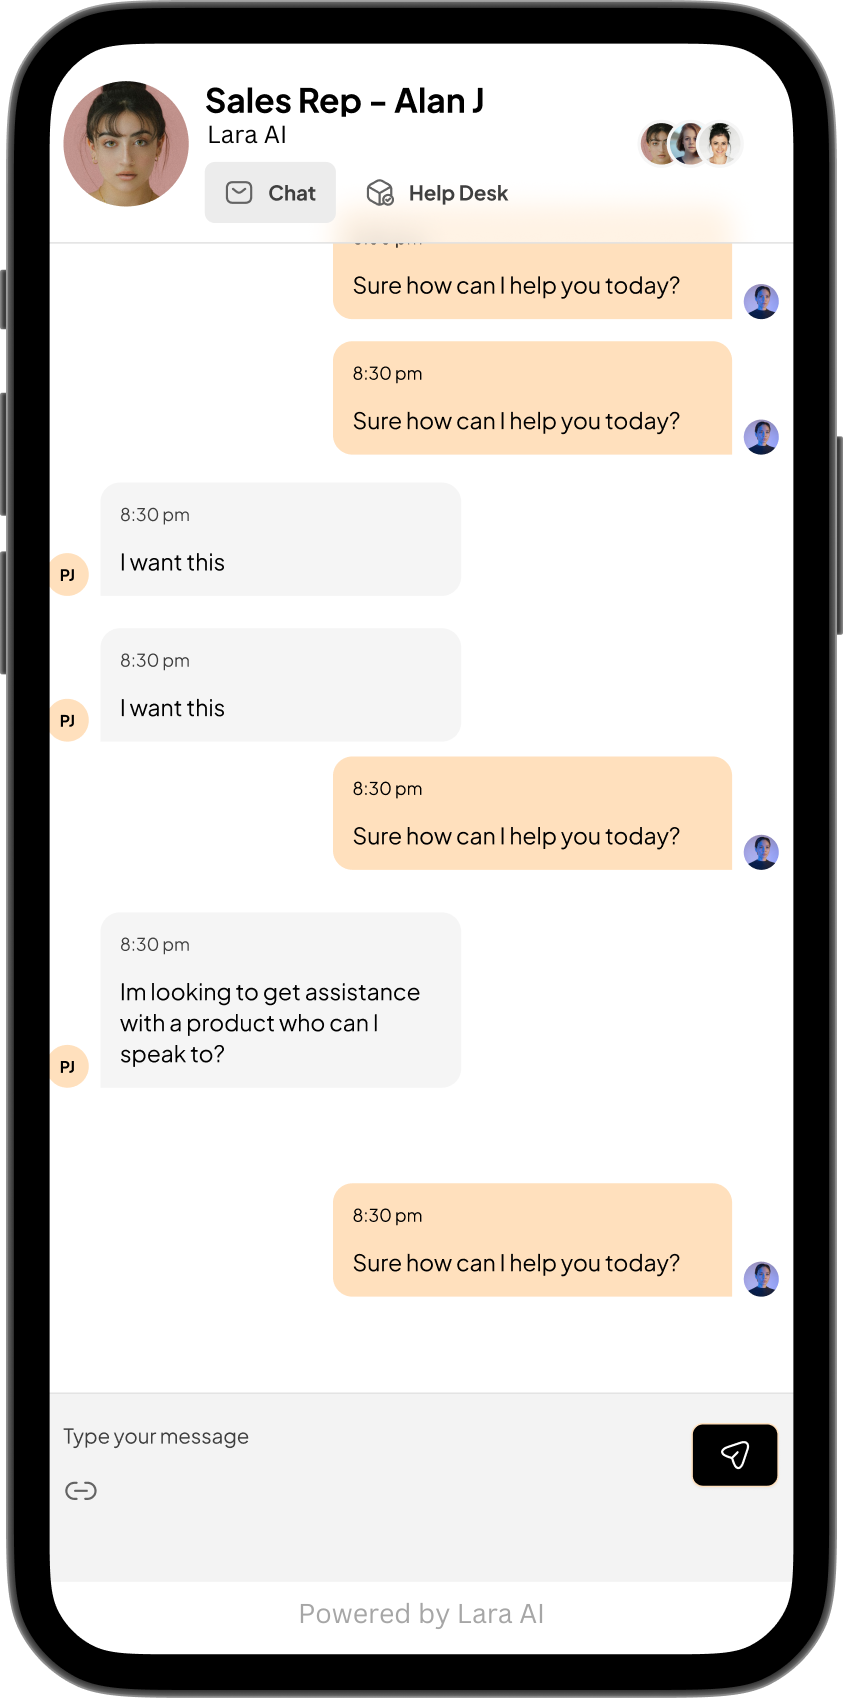 Sales Rep – Alan J
Lara AI
Chat
Help Desk
Sure how can I help you today?
8:30 pm
Sure how can I help you today?
8:30 pm
I want this
PJ
8:30 pm
I want this
PJ
8:30 pm
Sure how can I help you today?
8:30 pm
Im looking to get assistance
with a product who can I
speak to?
PJ
8:30 pm
Sure how can I help you today?
Type your message
Powered by Lara AI